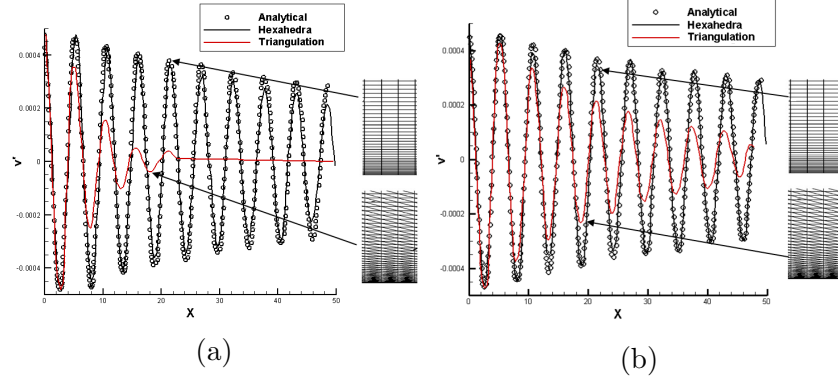 Analytical
Hexahedra
Triangulation
v'
0.0004
0.0002
0
-0.0002
-0.0004
0 10 20 30 40 50
X
(a)
Analytical
Hexahedra
Triangulation
v'
0.0004
0.0002
0
-0.0002
-0.0004
0 10 20 30 40 50
X
(b)